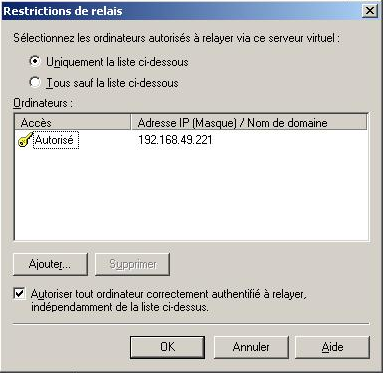 Restrictions de relais
Sélectionnez les ordinateurs autorisés à relayer via ce serveur virtuel :
Uniquement la liste ci-dessous
Tous sauf la liste ci-dessous
Ordinateurs :
Accès Adresse IP (Masque) / Nom de domaine
Autorisé 192.168.49.221
Ajouter... Supprimer
Autoriser tout ordinateur correctement authentifié à relayer,
indépendamment de la liste ci-dessus.
OK Annuler Aide